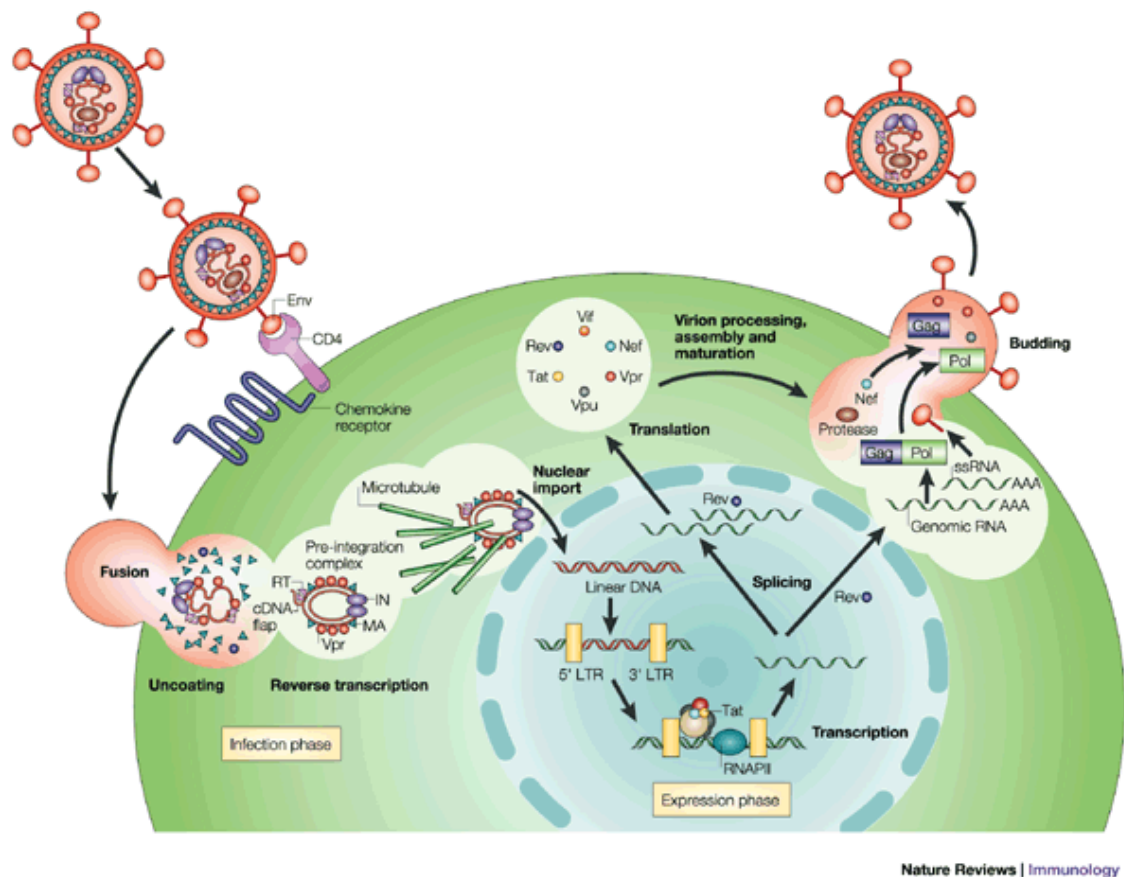 Env
CD4
Chemokine
receptor
Vif
Rev
Nef
Tat
Vpr
Vpu
Virion processing,
assembly and
maturation
Gag
Pol
Budding
Nef
Protease
Gag
Pol
ssRNA
AAA
AAA
Genomic RNA
Translation
Microtubule
Nuclear
import
Rev
Fusion
Pre-integration
complex
RT
IN
cDNA
flap
MA
Vpr
Linear DNA
Splicing
Rev
Uncoating
Reverse transcription
5' LTR
3' LTR
Tat
Transcription
RNAPII
Infection phase
Expression phase
Nature Reviews | Immunology